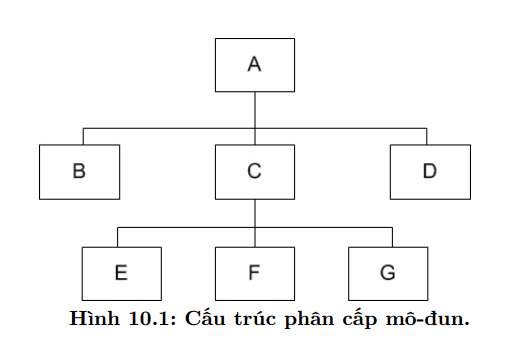 A
B C D
E F G
Hình 10.1: Cấu trúc phân cấp mô-đun.